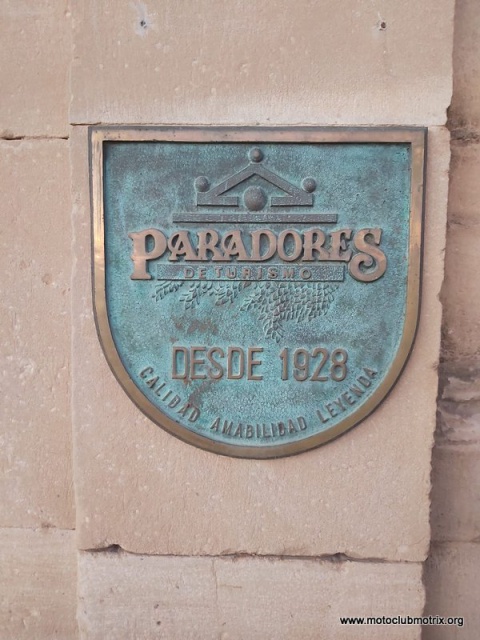 PARADORES
DE TURISMO
DESDE 1928
CALIDAD AMABILIDAD LEYENDA
www.motoclubmotrix.org